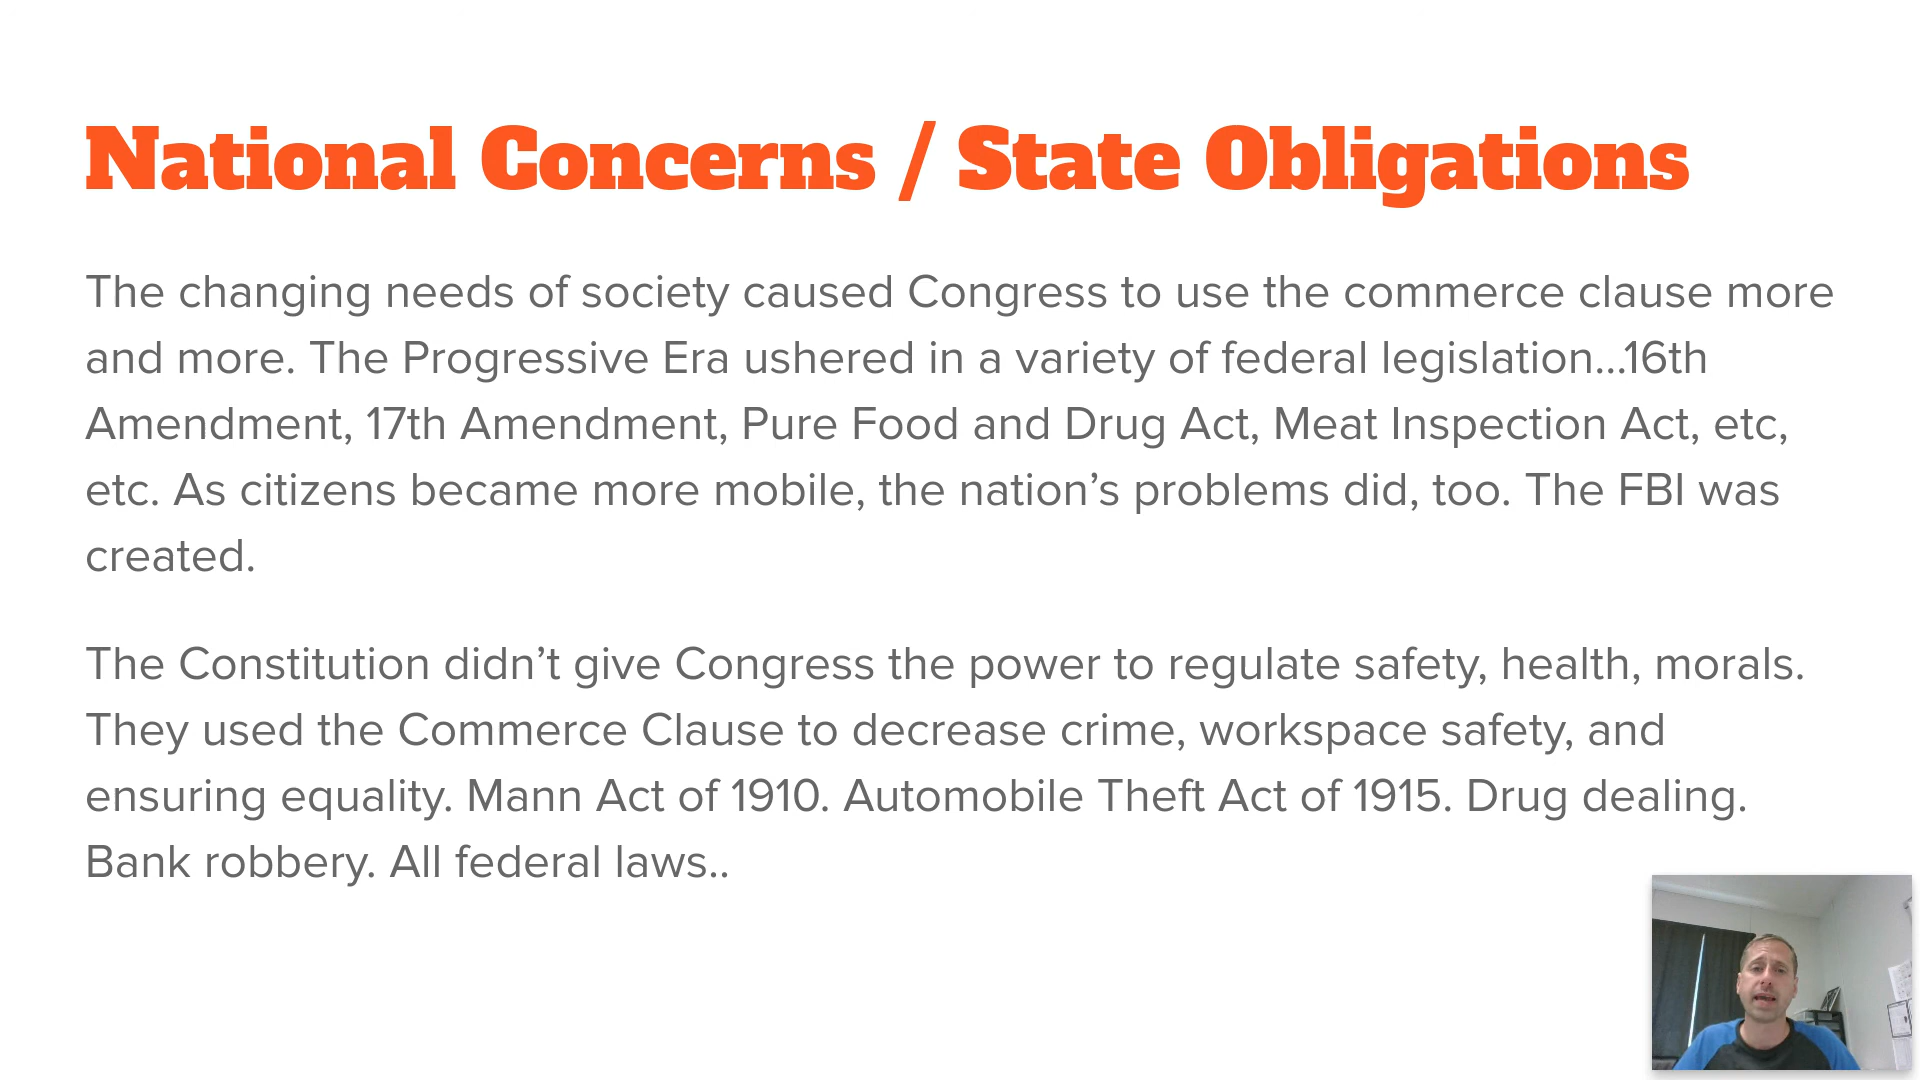 National Concerns / State Obligations
The changing needs of society caused Congress to use the commerce clause more
and more. The Progressive Era ushered in a variety of federal legislation...16th
Amendment, 17th Amendment, Pure Food and Drug Act, Meat Inspection Act, etc,
etc. As citizens became more mobile, the nation’s problems did, too. The FBI was
created.
The Constitution didn’t give Congress the power to regulate safety, health, morals.
They used the Commerce Clause to decrease crime, workspace safety, and
ensuring equality. Mann Act of 1910. Automobile Theft Act of 1915. Drug dealing.
Bank robbery. All federal laws..